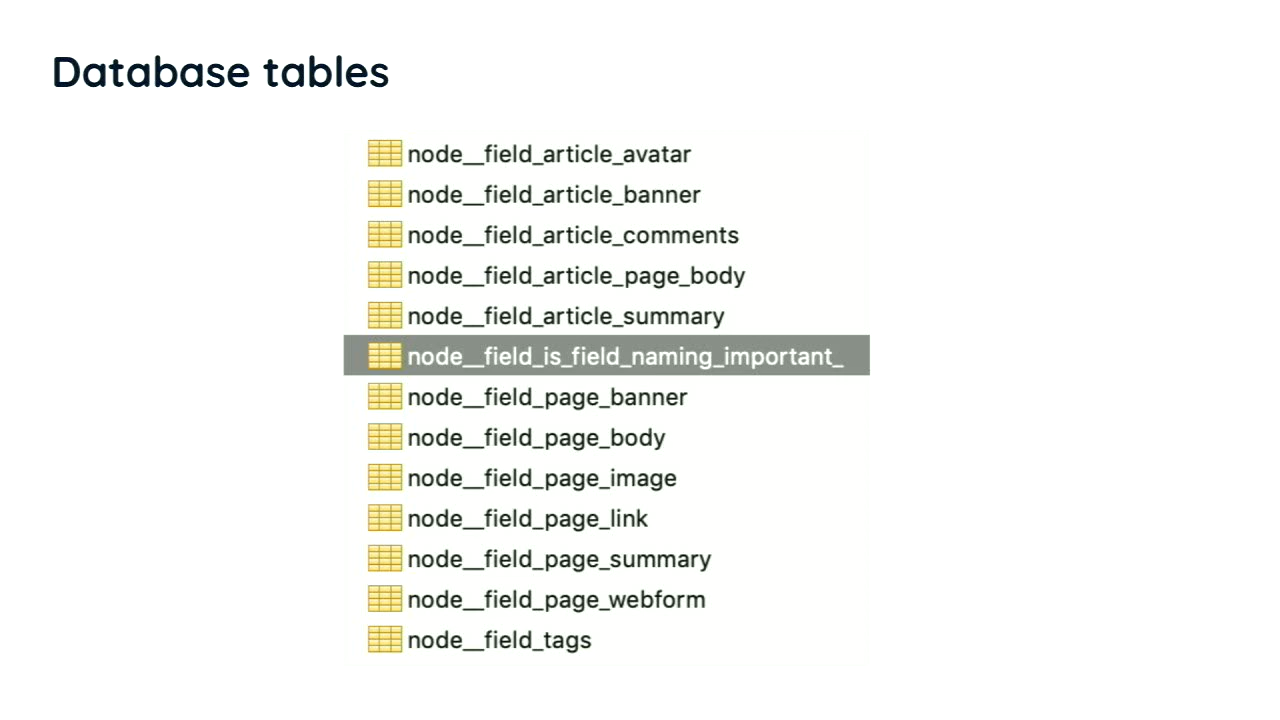 Database tables
node__field_article_avatar
node__field_article_banner
node__field_article_comments
node__field_article_page_body
node__field_article_summary
node__field_is_field_naming_important_
node__field_page_banner
node__field_page_body
node__field_page_image
node__field_page_link
node__field_page_summary
node__field_page_webform
node__field_tags